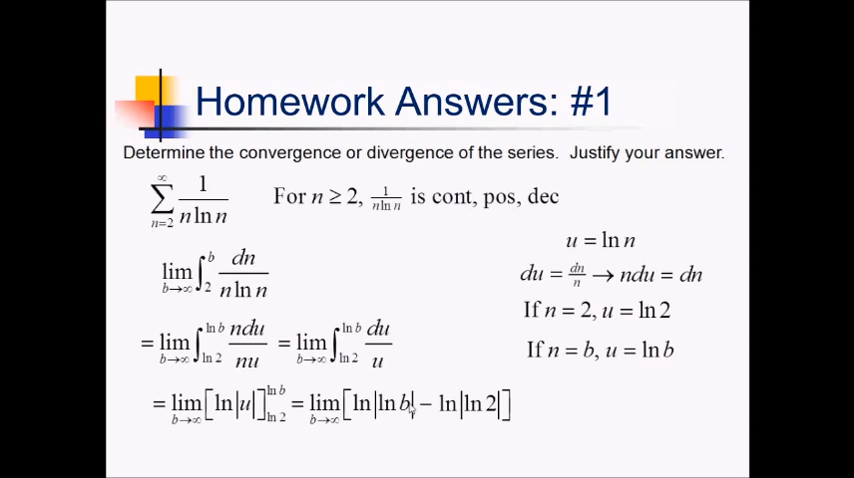 Homework Answers: #1
Determine the convergence or divergence of the series. Justify your answer.
∑_{n=2}^{∞} 1/(n ln n) For n ≥ 2, 1/(n ln n) is cont, pos, dec
u = ln n
lim_{b→∞} ∫_{2}^{b} dn/(n ln n)
du = dn/n → ndu = dn
If n = 2, u = ln 2
= lim_{b→∞} ∫_{ln 2}^{ln b} ndu/(nu) = lim_{b→∞} ∫_{ln 2}^{ln b} du/u
If n = b, u = ln b
= lim_{b→∞} [ln|u|]_{ln 2}^{ln b} = lim_{b→∞} [ln|ln b| − ln|ln 2|]